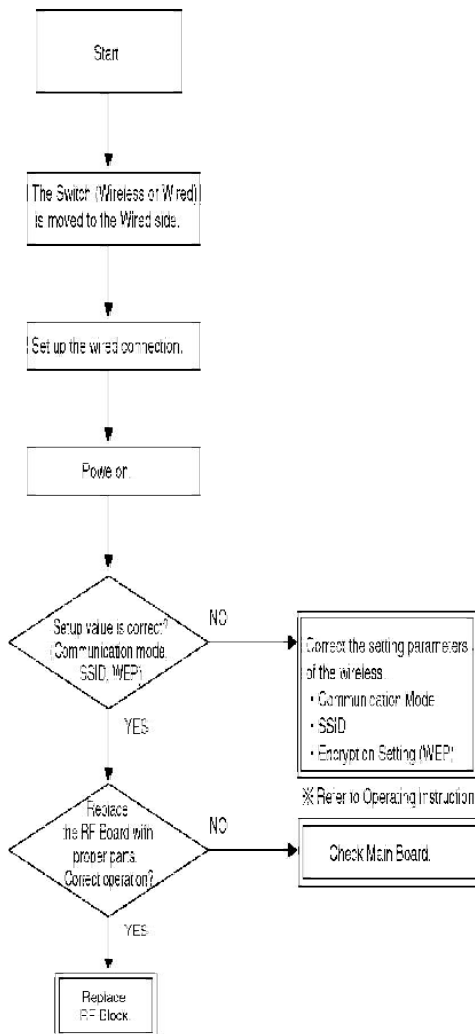 Start
The Switch (Wireless or Wired)
is moved to the Wired side.
Set up the wired connection.
Powe on.
Setup value is correct?
(Communication mode,
SSID, WEP)
NO
Correct the setting parameters
of the wireless.
・Communication Mode
・SSID
・Encryption Setting (WEP)
※ Refer to Operating Instruction
YES
Replace
the RF Board with
proper parts.
Correct operation?
NO
Check Main Board.
YES
Replace
RF Block.